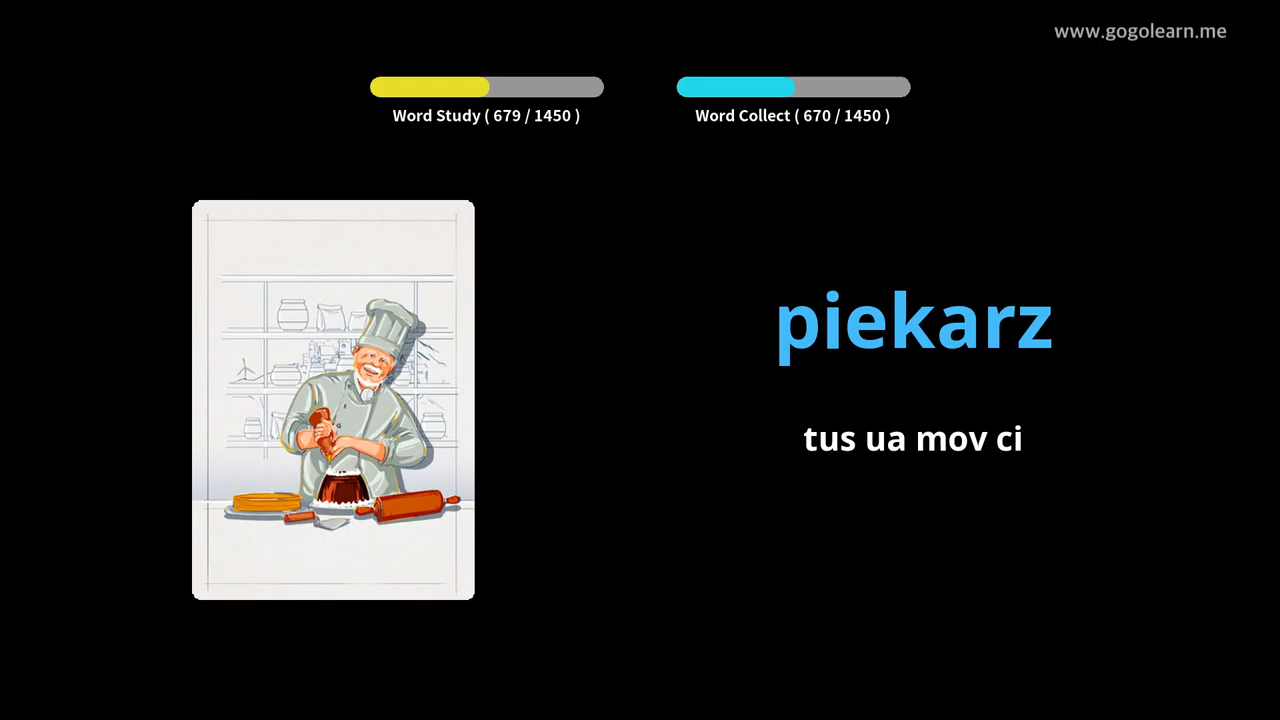 www.gogolearn.me
Word Study ( 679 / 1450 )
Word Collect ( 670 / 1450 )
piekarz
tus ua mov ci